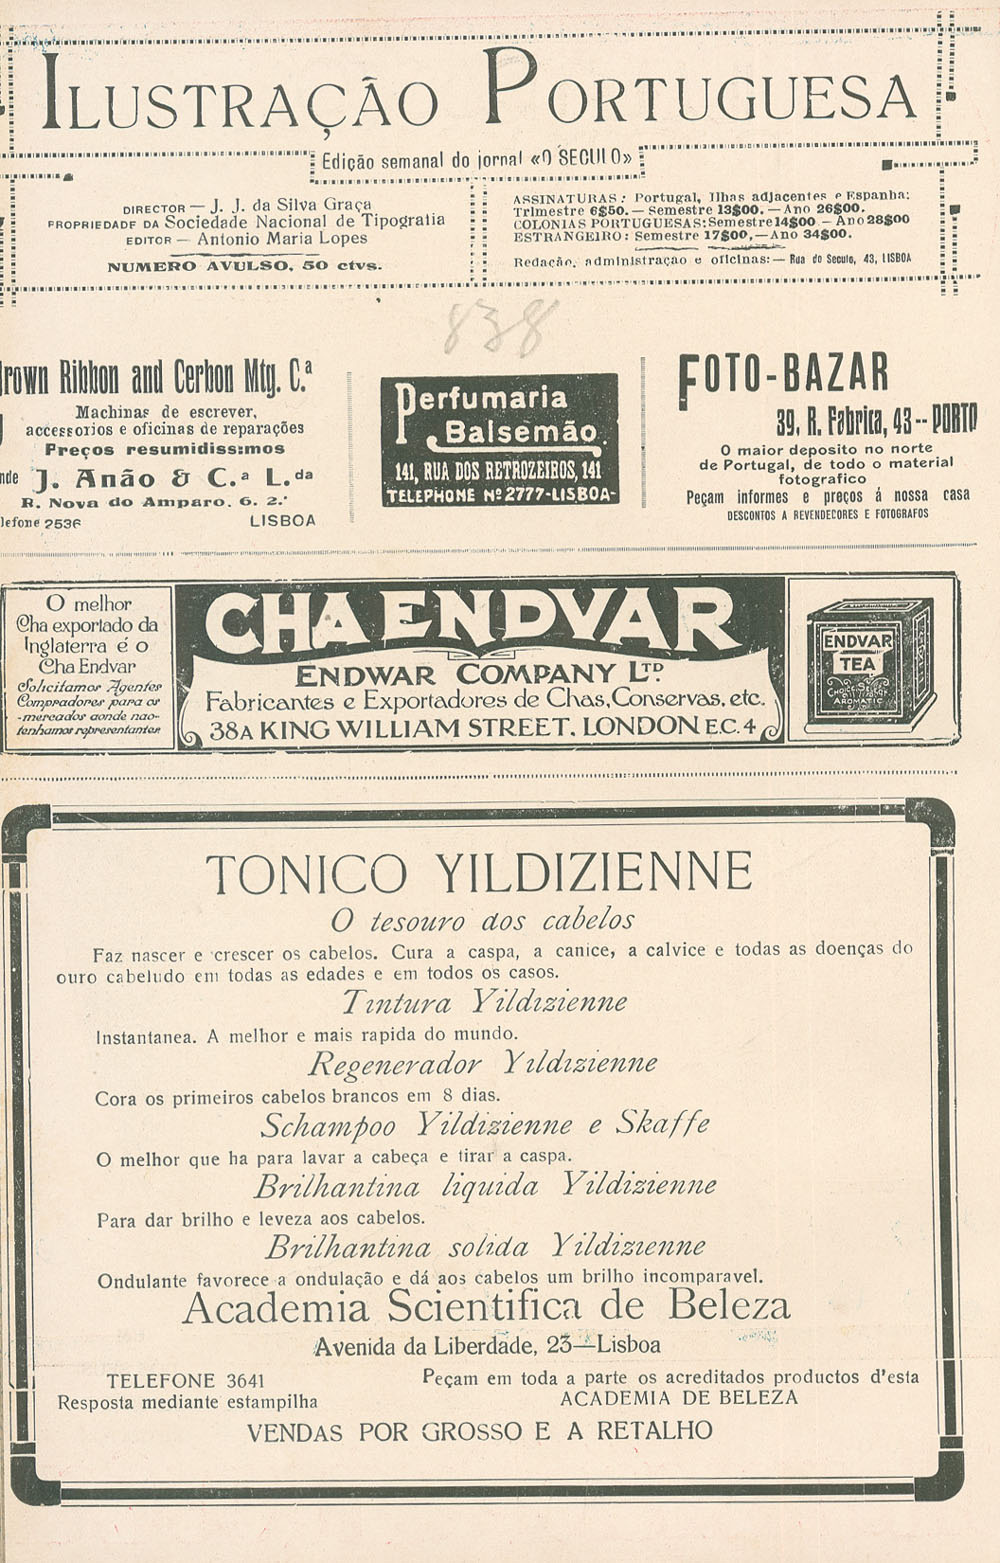 ILUSTRAÇÃO PORTUGUESA
Edição semanal do jornal «O SECULO»
DIRECTOR — J. J. da Silva Graça
PROPRIEDADE DA Sociedade Nacional de Tipografia
EDITOR — Antonio Maria Lopes
NUMERO AVULSO, 50 ctvs.
ASSINATURAS: Portugal, Ilhas adjacentes e Espanha:
Trimestre 6$50. — Semestre 13$00. — Ano 26$00.
COLONIAS PORTUGUESAS: Semestre 14$00 — Ano 28$00
ESTRANGEIRO: Semestre 17$00, — Ano 34$00.
Redação, administração e oficinas: — Rua do Seculo, 43, LISBOA
838
rown Ribbon and Cerbon Mtg. C.ª
Machinas de escrever,
accessorios e oficinas de reparações
Preços resumidissimos
nde J. Anão & C.ª L.da
R. Nova do Amparo, 6. 2.º
lefone 2536 LISBOA
Perfumaria
Balsemão.
141, RUA DOS RETROZEIROS, 141
TELEPHONE Nº 2777-LISBOA-
FOTO-BAZAR
39, R. Fabrica, 43 -- PORTO
O maior deposito no norte
de Portugal, de todo o material
fotografico
Peçam informes e preços á nossa casa
DESCONTOS A REVENDEDORES E FOTOGRAFOS
O melhor
Cha exportado da
Inglaterra é o
Cha Endvar
Solicitamos Agentes
Compradores para os
-mercados aonde nao-
tenhamos representantes
CHA ENDVAR
ENDWAR COMPANY LTD.
Fabricantes e Exportadores de Chas, Conservas, etc.
38A KING WILLIAM STREET, LONDON E.C. 4
ENDVAR
TEA
AROMATIC
TONICO YILDIZIENNE
O tesouro dos cabelos
Faz nascer e crescer os cabelos. Cura a caspa, a canice, a calvice e todas as doenças do
ouro cabeludo em todas as edades e em todos os casos.
Tintura Yildizienne
Instantanea. A melhor e mais rapida do mundo.
Regenerador Yildizienne
Cora os primeiros cabelos brancos em 8 dias.
Schampoo Yildizienne e Skaffe
O melhor que ha para lavar a cabeça e tirar a caspa.
Brilhantina liquida Yildizienne
Para dar brilho e leveza aos cabelos.
Brilhantina solida Yildizienne
Ondulante favorece a ondulação e dá aos cabelos um brilho incomparavel.
Academia Scientifica de Beleza
Avenida da Liberdade, 23—Lisboa
TELEFONE 3641
Resposta mediante estampilha
Peçam em toda a parte os acreditados productos d'esta
ACADEMIA DE BELEZA
VENDAS POR GROSSO E A RETALHO